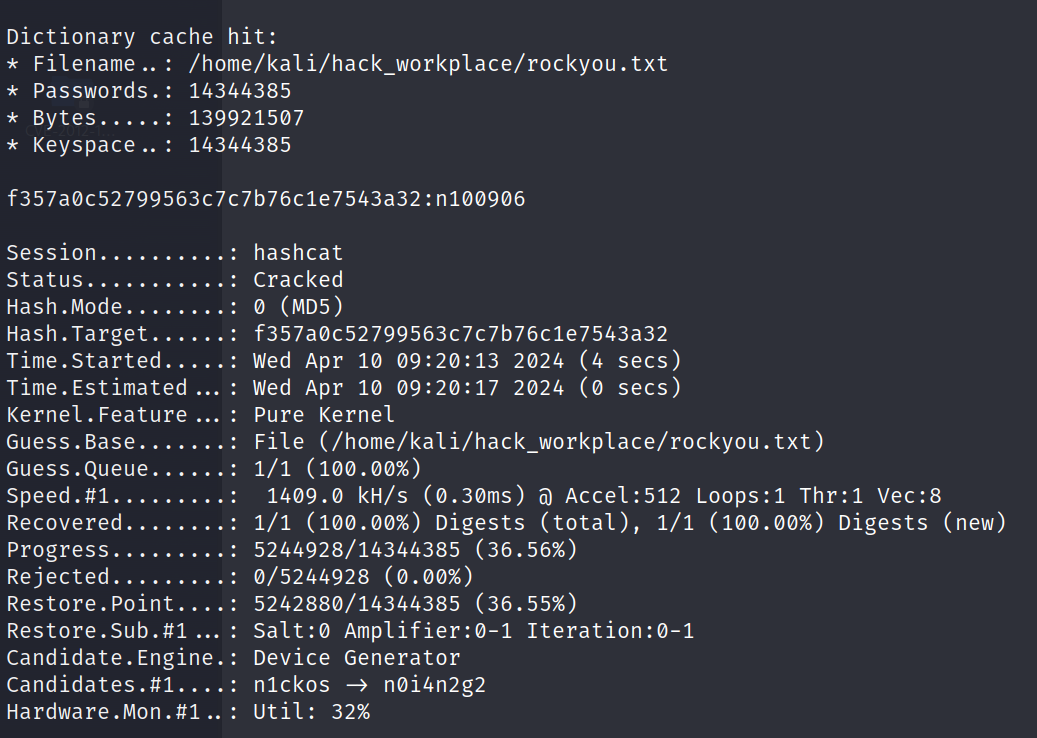 Dictionary cache hit:
* Filename..: /home/kali/hack_workplace/rockyou.txt
* Passwords.: 14344385
* Bytes.....: 139921507
* Keyspace..: 14344385
f357a0c52799563c7c7b76c1e7543a32:n100906
Session..........: hashcat
Status...........: Cracked
Hash.Mode........: 0 (MD5)
Hash.Target......: f357a0c52799563c7c7b76c1e7543a32
Time.Started.....: Wed Apr 10 09:20:13 2024 (4 secs)
Time.Estimated...: Wed Apr 10 09:20:17 2024 (0 secs)
Kernel.Feature...: Pure Kernel
Guess.Base.......: File (/home/kali/hack_workplace/rockyou.txt)
Guess.Queue......: 1/1 (100.00%)
Speed.#1.........:  1409.0 kH/s (0.30ms) @ Accel:512 Loops:1 Thr:1 Vec:8
Recovered........: 1/1 (100.00%) Digests (total), 1/1 (100.00%) Digests (new)
Progress.........: 5244928/14344385 (36.56%)
Rejected.........: 0/5244928 (0.00%)
Restore.Point....: 5242880/14344385 (36.55%)
Restore.Sub.#1...: Salt:0 Amplifier:0-1 Iteration:0-1
Candidate.Engine.: Device Generator
Candidates.#1....: n1ckos -> n0i4n2g2
Hardware.Mon.#1..: Util: 32%